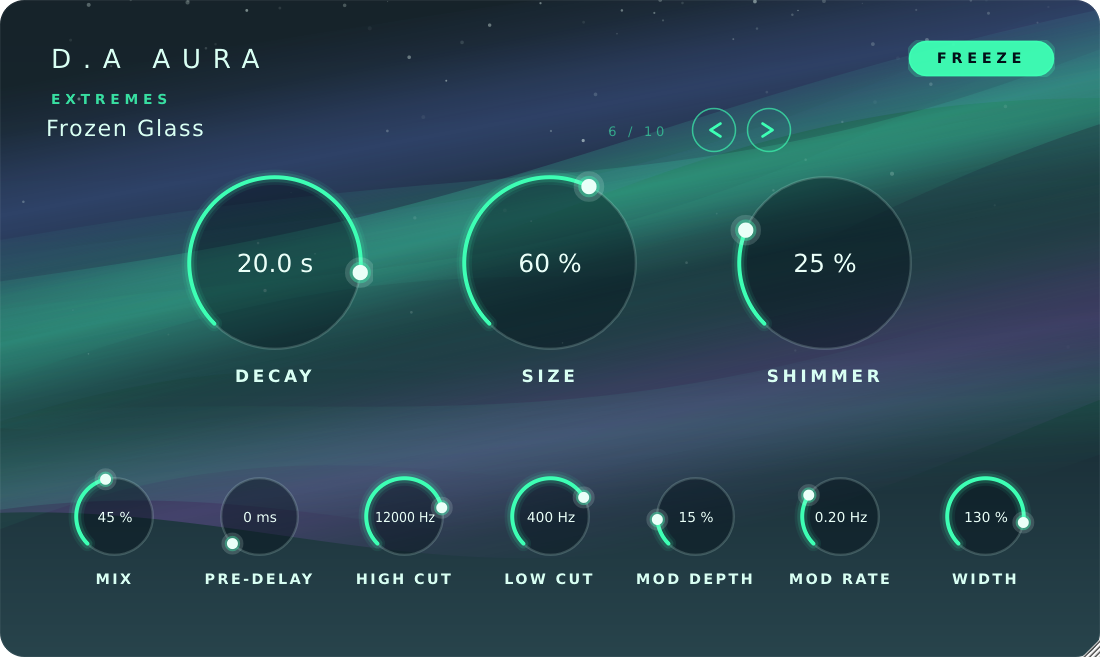 D.A AURA
FREEZE
EXTREMES
Frozen Glass
6 / 10
< >
20.0 s
60 %
25 %
DECAY
SIZE
SHIMMER
45 %
0 ms
12000 Hz
400 Hz
15 %
0.20 Hz
130 %
MIX
PRE-DELAY
HIGH CUT
LOW CUT
MOD DEPTH
MOD RATE
WIDTH